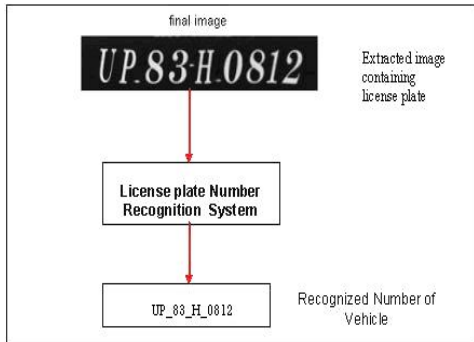 final image
UP-83-H-0812
Extracted image
containing
license plate
License plate Number
Recognition System
UP_83_H_0812
Recognized Number of
Vehicle